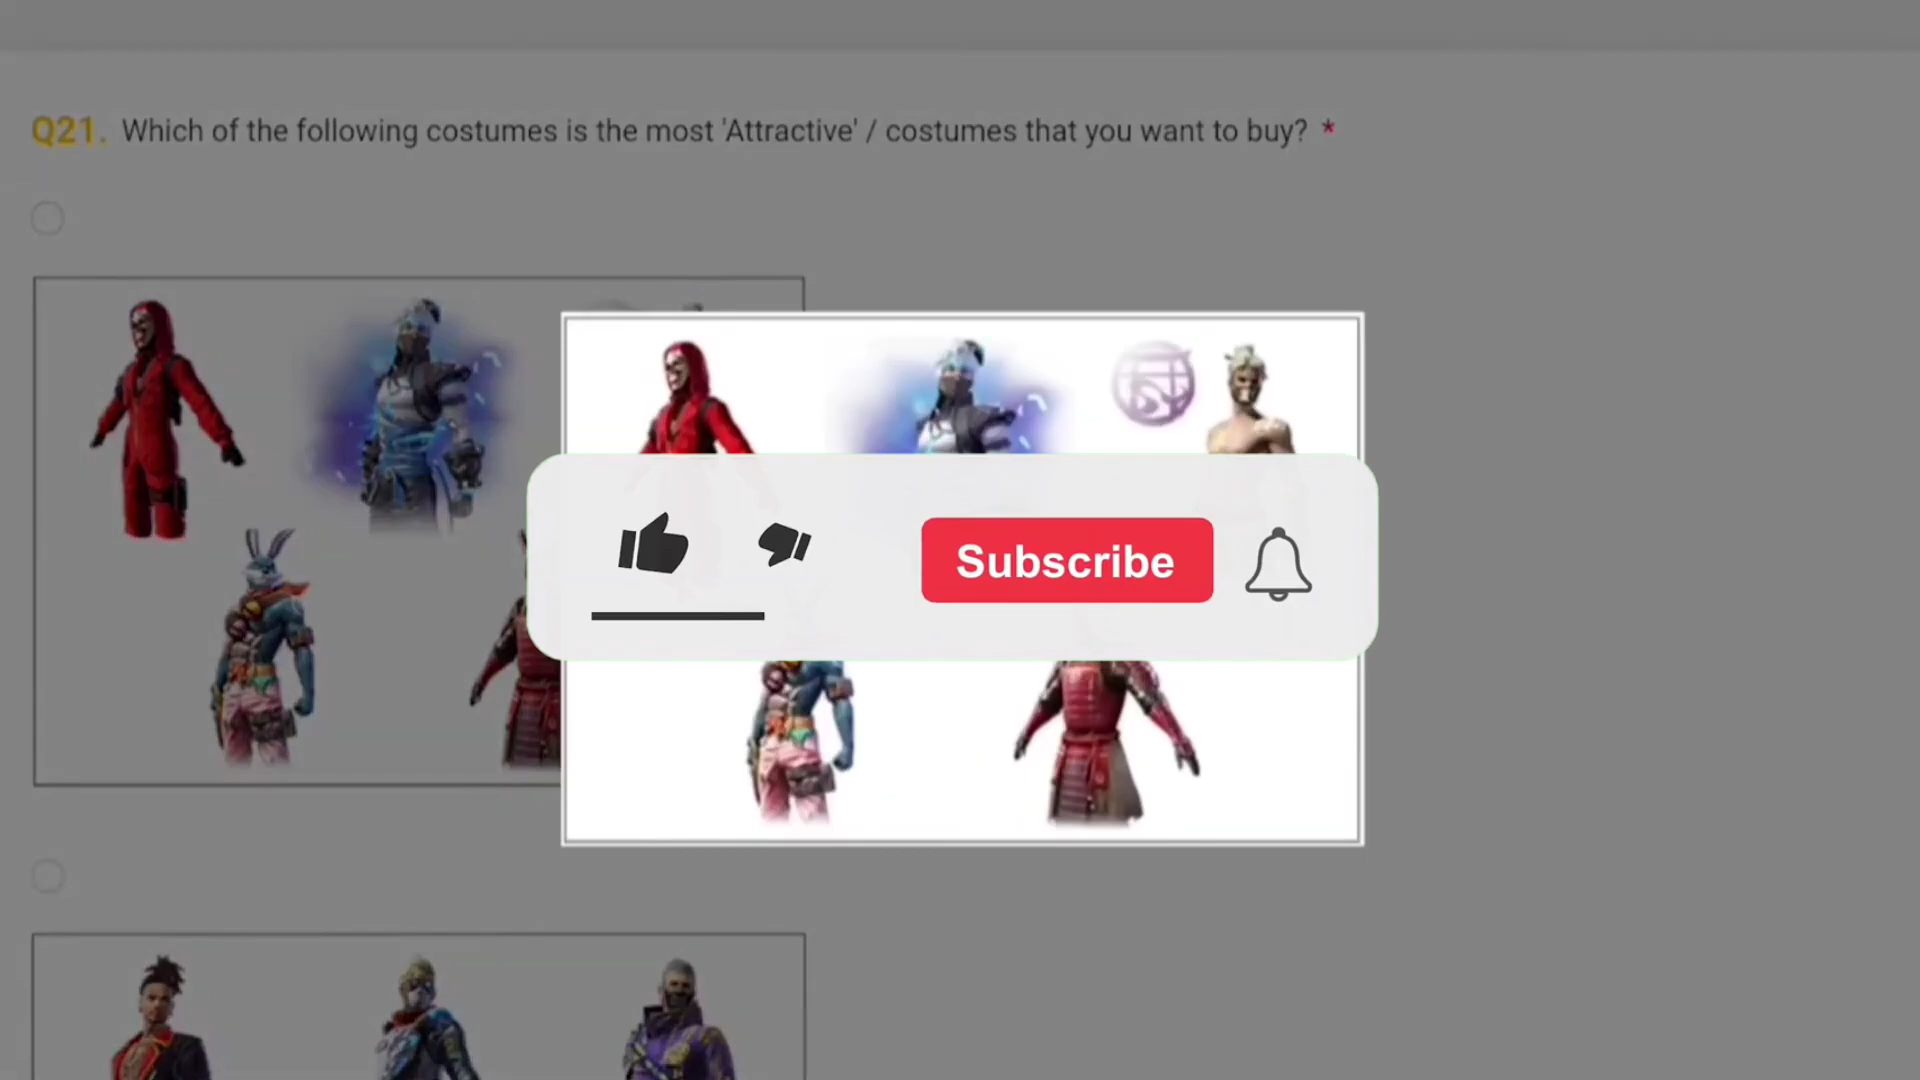 Q21. Which of the following costumes is the most 'Attractive' / costumes that you want to buy? *
Subscribe